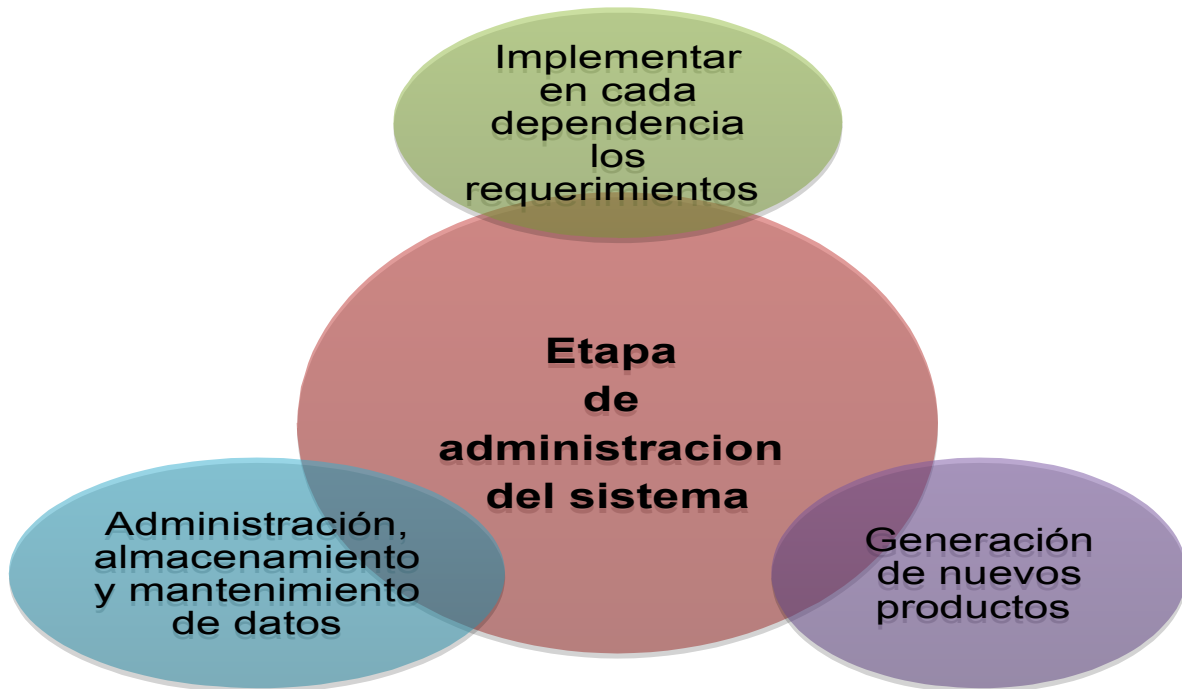 Implementar
en cada
dependencia
los
requerimientos
Etapa
de
administracion
del sistema
Administración,
almacenamiento
y mantenimiento
de datos
Generación
de nuevos
productos